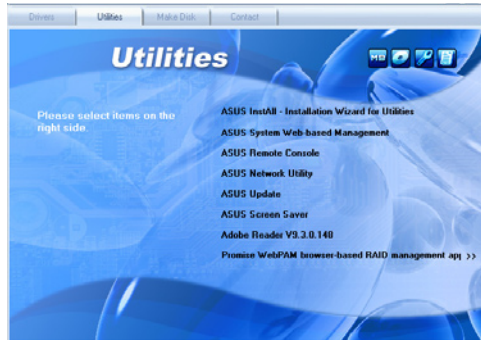 Drivers
Utilities
Make Disk
Contact
Utilities
MB
Please select items on the
right side.
ASUS InstAll - Installation Wizard for Utilities
ASUS System Web-based Management
ASUS Remote Console
ASUS Network Utility
ASUS Update
ASUS Screen Saver
Adobe Reader V9.3.0.140
Promise WebPAM browser-based RAID management apj >>